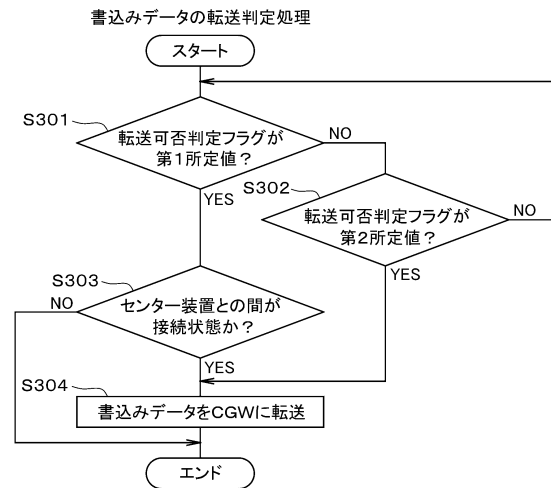 書込みデータの転送判定処理
スタート
S301
転送可否判定フラグが
第1所定値？
NO
YES
S302
転送可否判定フラグが
第2所定値？
NO
YES
S303
センター装置との間が
接続状態か？
NO
YES
S304
書込みデータをCGWに転送
エンド